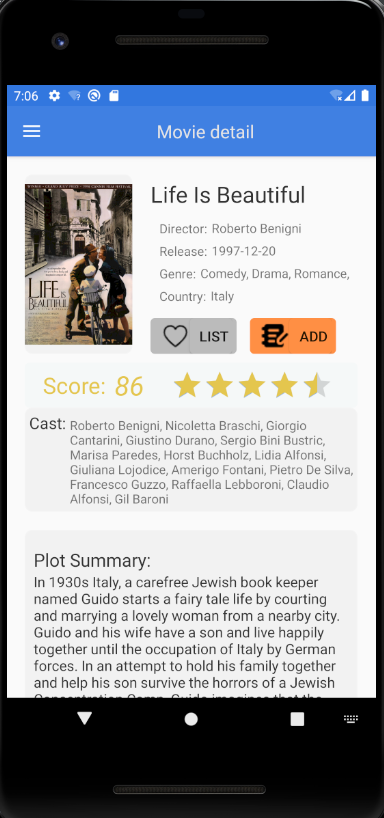 7:06
Movie detail
LIFE IS
BEAUTIFUL
Life Is Beautiful
Director: Roberto Benigni
Release: 1997-12-20
Genre: Comedy, Drama, Romance,
Country: Italy
LIST
ADD
Score: 86
Cast: Roberto Benigni, Nicoletta Braschi, Giorgio
Cantarini, Giustino Durano, Sergio Bini Bustric,
Marisa Paredes, Horst Buchholz, Lidia Alfonsi,
Giuliana Lojodice, Amerigo Fontani, Pietro De Silva,
Francesco Guzzo, Raffaella Lebboroni, Claudio
Alfonsi, Gil Baroni
Plot Summary:
In 1930s Italy, a carefree Jewish book keeper
named Guido starts a fairy tale life by courting
and marrying a lovely woman from a nearby city.
Guido and his wife have a son and live happily
together until the occupation of Italy by German
forces. In an attempt to hold his family together
and help his son survive the horrors of a Jewish
Concentration Camp, Guido imagines that the